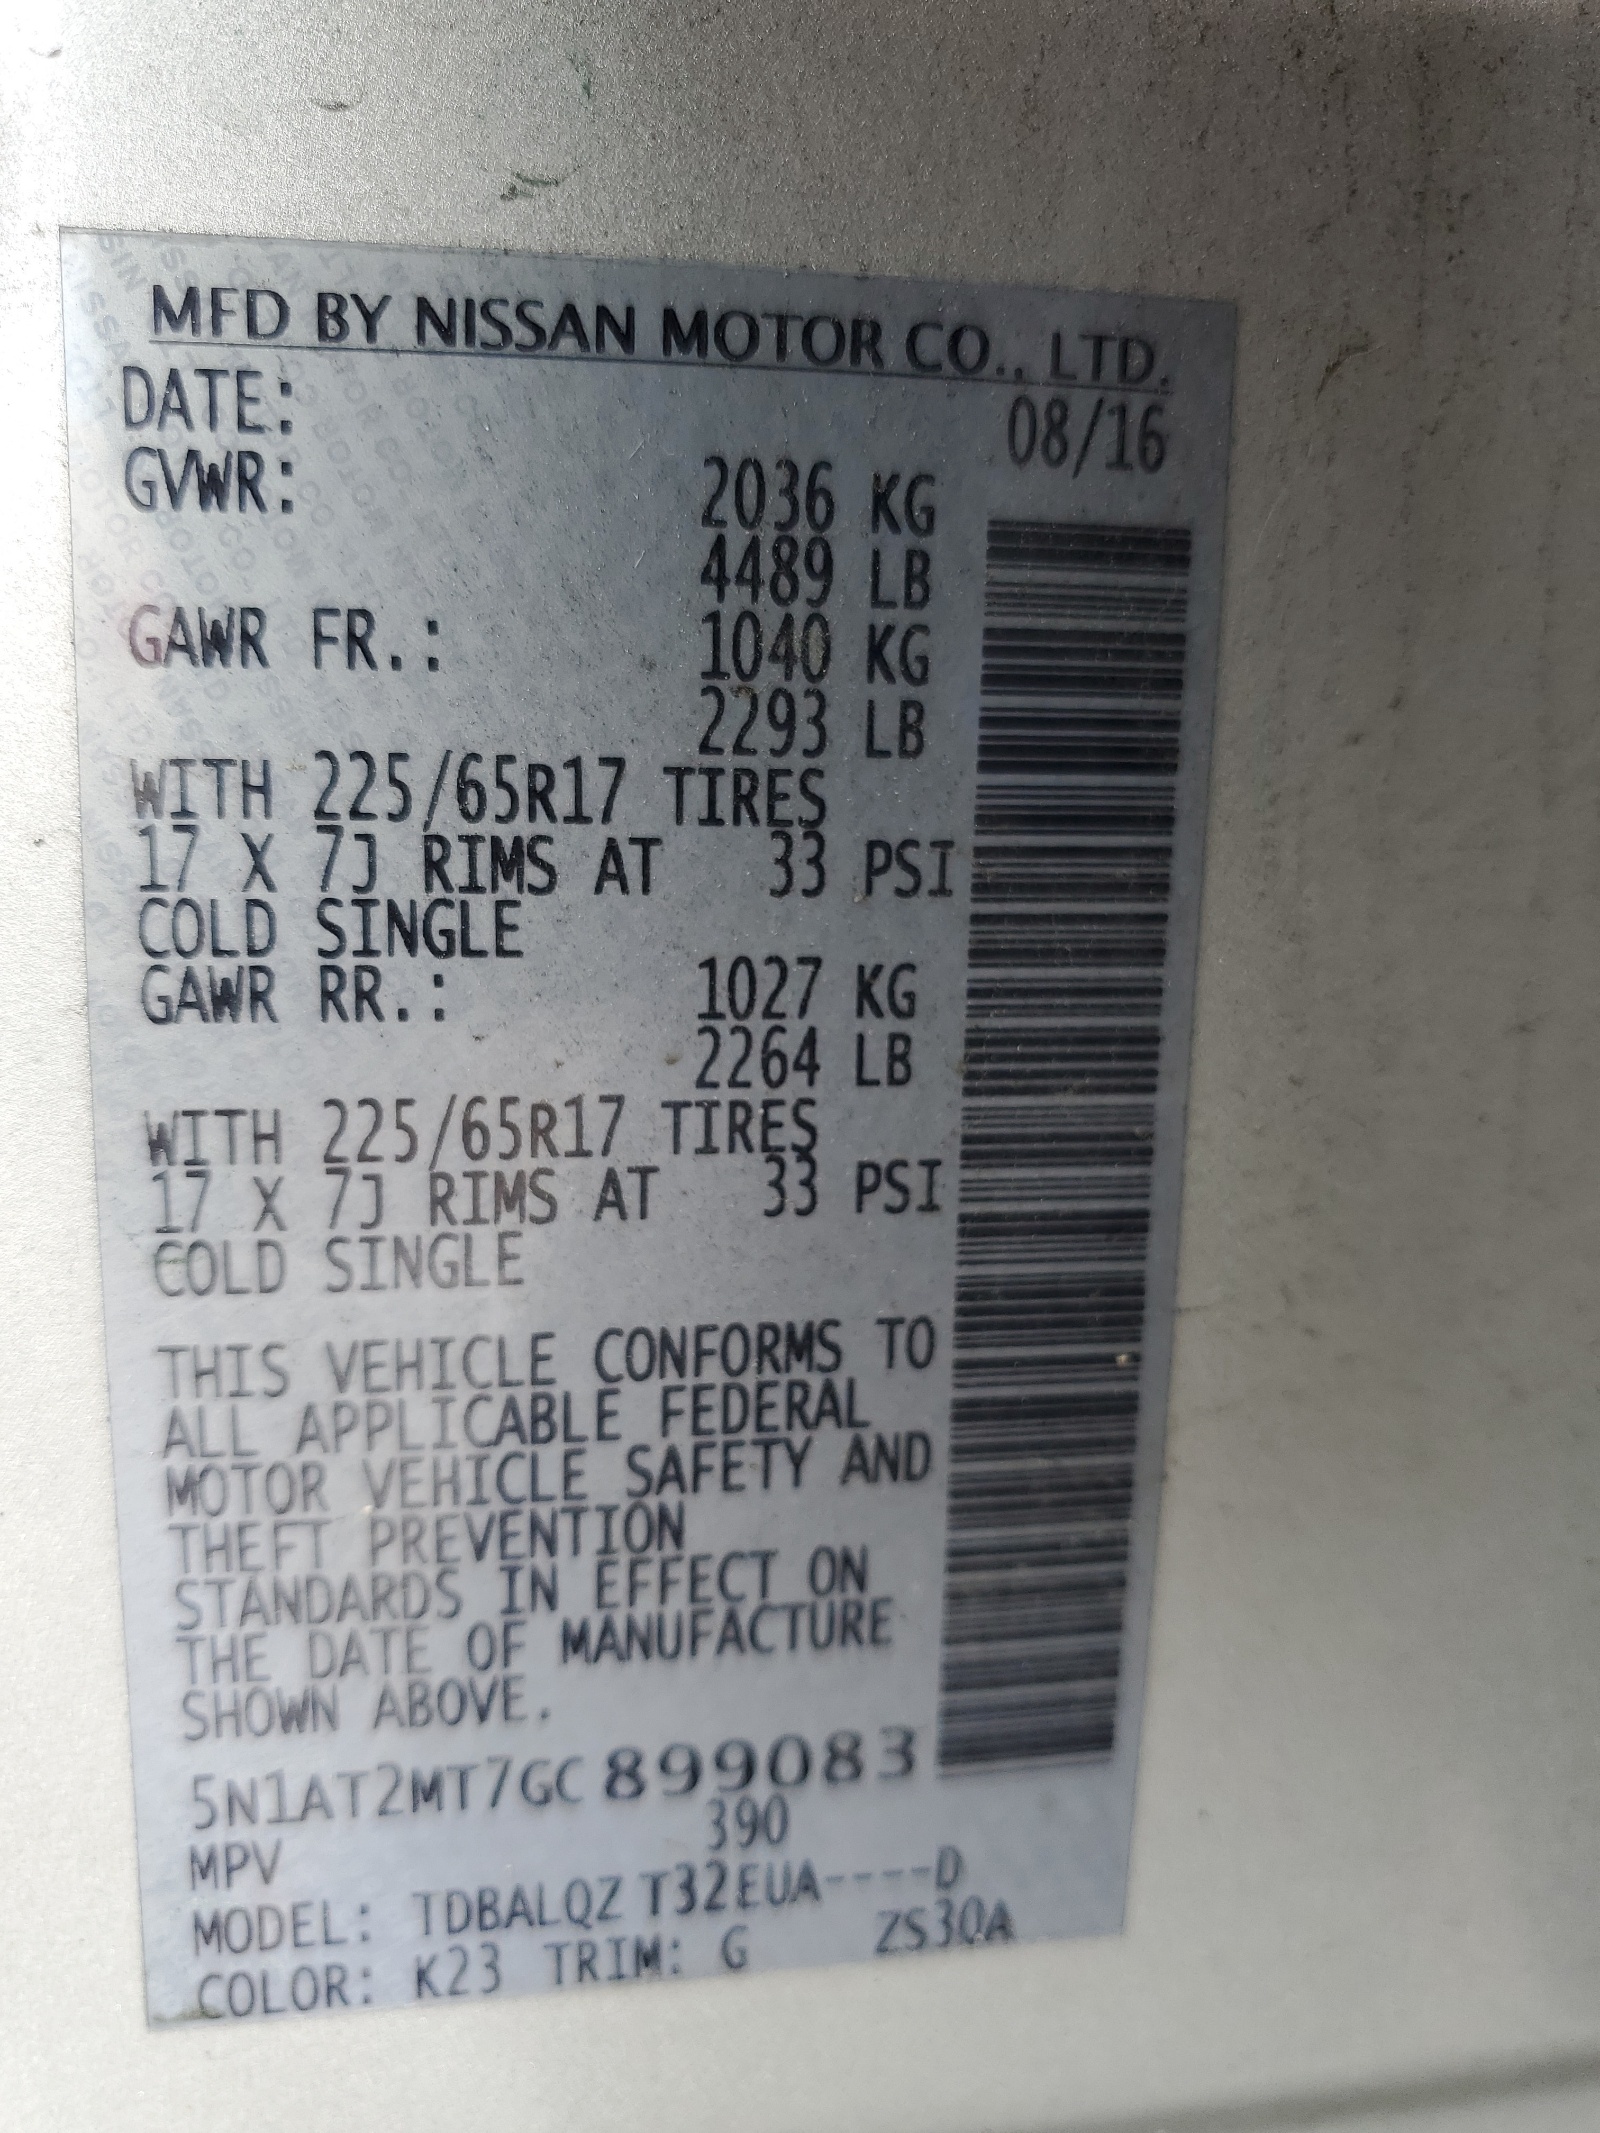 MFD BY NISSAN MOTOR CO., LTD.
DATE: 08/16
GVWR: 2036 KG
4489 LB
GAWR FR.: 1040 KG
2293 LB
WITH 225/65R17 TIRES
17 X 7J RIMS AT 33 PSI
COLD SINGLE
GAWR RR.: 1027 KG
2264 LB
WITH 225/65R17 TIRES
17 X 7J RIMS AT 33 PSI
COLD SINGLE
THIS VEHICLE CONFORMS TO
ALL APPLICABLE FEDERAL
MOTOR VEHICLE SAFETY AND
THEFT PREVENTION
STANDARDS IN EFFECT ON
THE DATE OF MANUFACTURE
SHOWN ABOVE.
5N1AT2MT7GC899083
390
MPV
MODEL: TDBALQZ T32EUA----D
COLOR: K23 TRIM: G ZS30A